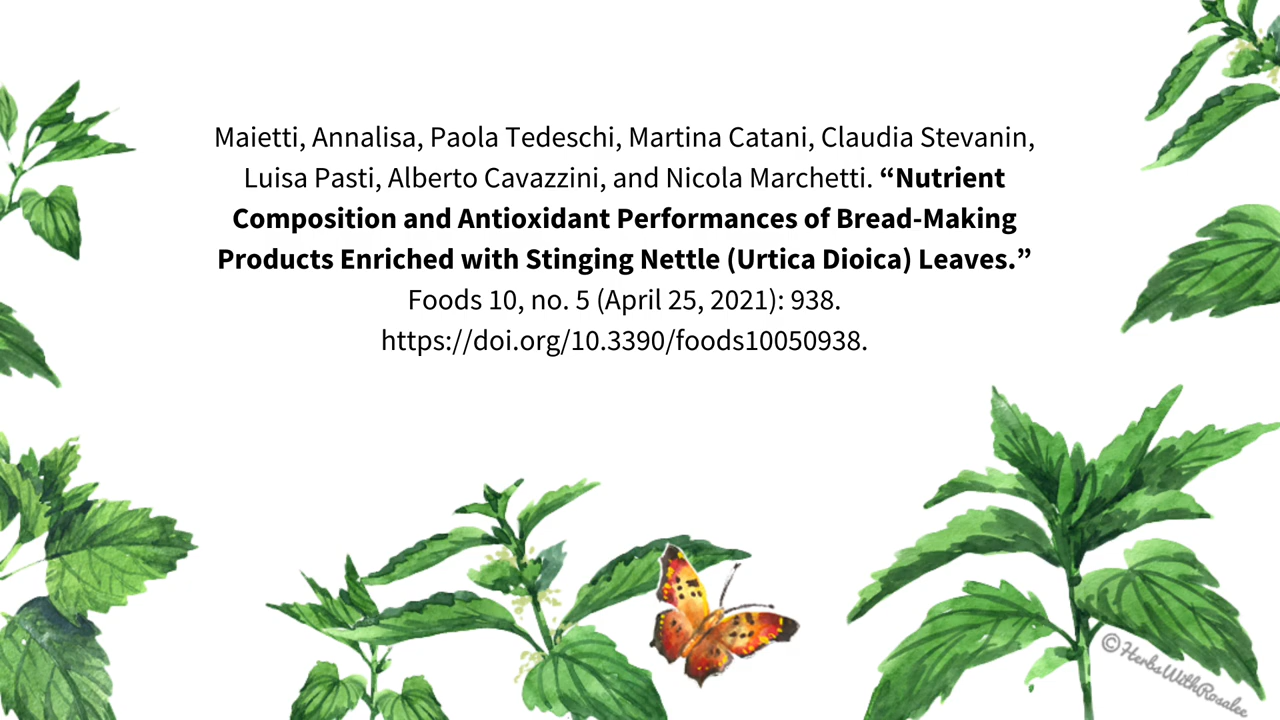 Maietti, Annalisa, Paola Tedeschi, Martina Catani, Claudia Stevanin,
Luisa Pasti, Alberto Cavazzini, and Nicola Marchetti. “Nutrient
Composition and Antioxidant Performances of Bread-Making
Products Enriched with Stinging Nettle (Urtica Dioica) Leaves.”
Foods 10, no. 5 (April 25, 2021): 938.
https://doi.org/10.3390/foods10050938.
©HerbsWithRosalee